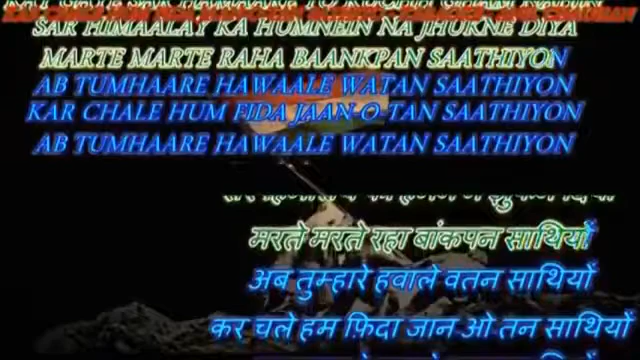 SAR HIMAALAY KA HUMNEIN NA JHUKNE DIYA
MARTE MARTE RAHA BAANKPAN SAATHIYON
AB TUMHAARE HAWAALE WATAN SAATHIYON
KAR CHALE HUM FIDA JAAN-O-TAN SAATHIYON
AB TUMHAARE HAWAALE WATAN SAATHIYON
मरते मरते रहा बांकपन साथियों
अब तुम्हारे हवाले वतन साथियों
कर चले हम फ़िदा जान ओ तन साथियों